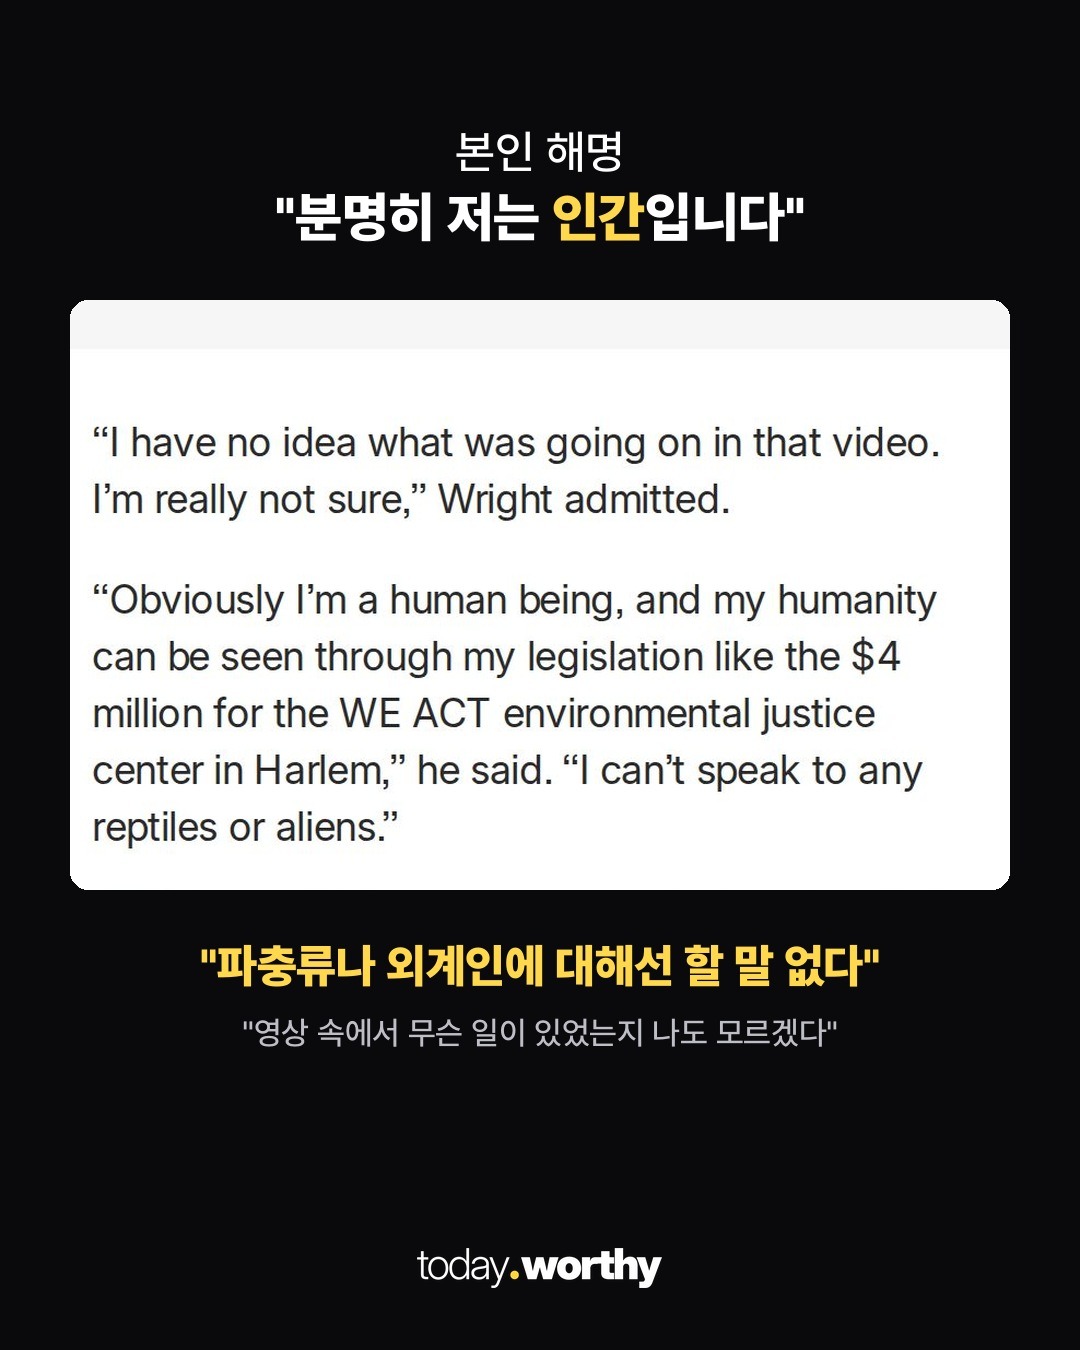 본인 해명
"분명히 저는 인간입니다"
“I have no idea what was going on in that video.
I’m really not sure,” Wright admitted.
“Obviously I’m a human being, and my humanity
can be seen through my legislation like the $4
million for the WE ACT environmental justice
center in Harlem,” he said. “I can’t speak to any
reptiles or aliens.”
"파충류나 외계인에 대해선 할 말 없다"
"영상 속에서 무슨 일이 있었는지 나도 모르겠다"
today.worthy